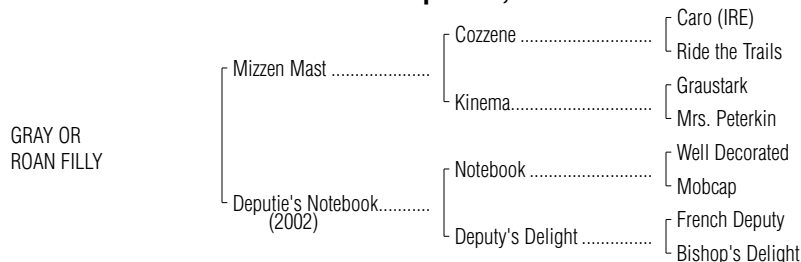 Caro (IRE)
Cozzene ....................
Ride the Trails
Mizzen Mast .....................
Graustark
Kinema.......................
Mrs. Peterkin
GRAY OR
ROAN FILLY
Well Decorated
Notebook ....................
Mobcap
Deputie's Notebook...........
(2002)
French Deputy
Deputy's Delight ..............
Bishop's Delight